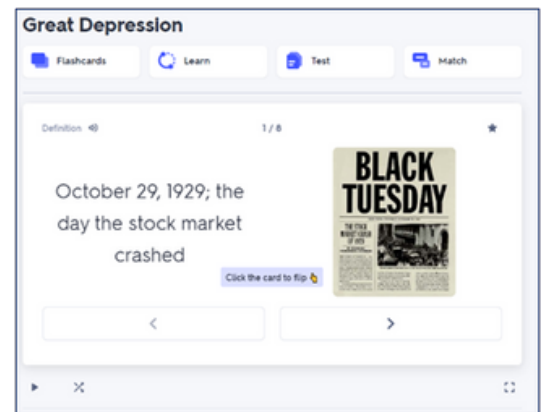 Great Depression
Flashcards Learn Test Match
Definition 1 / 8
October 29, 1929; the
day the stock market
crashed
BLACK
TUESDAY
Click the card to flip